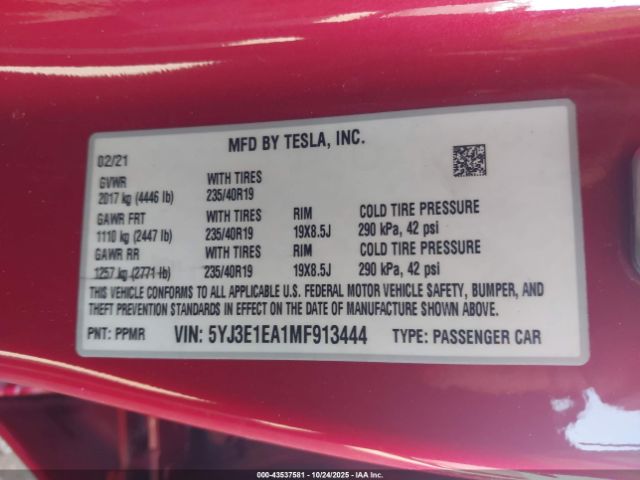 MFD BY TESLA, INC.
02/21
GVWR WITH TIRES
2017 kg (4446 lb) 235/40R19
GAWR FRT WITH TIRES RIM COLD TIRE PRESSURE
1110 kg (2447 lb) 235/40R19 19X8.5J 290 kPa, 42 psi
GAWR RR WITH TIRES RIM COLD TIRE PRESSURE
1257 kg (2771 lb) 235/40R19 19X8.5J 290 kPa, 42 psi
THIS VEHICLE CONFORMS TO ALL APPLICABLE U.S. FEDERAL MOTOR VEHICLE SAFETY, BUMPER, AND
THEFT PREVENTION STANDARDS IN EFFECT ON THE DATE OF MANUFACTURE SHOWN ABOVE.
PNT: PPMR VIN: 5YJ3E1EA1MF913444 TYPE: PASSENGER CAR
000-43537581 - 10/24/2025 - IAA Inc.